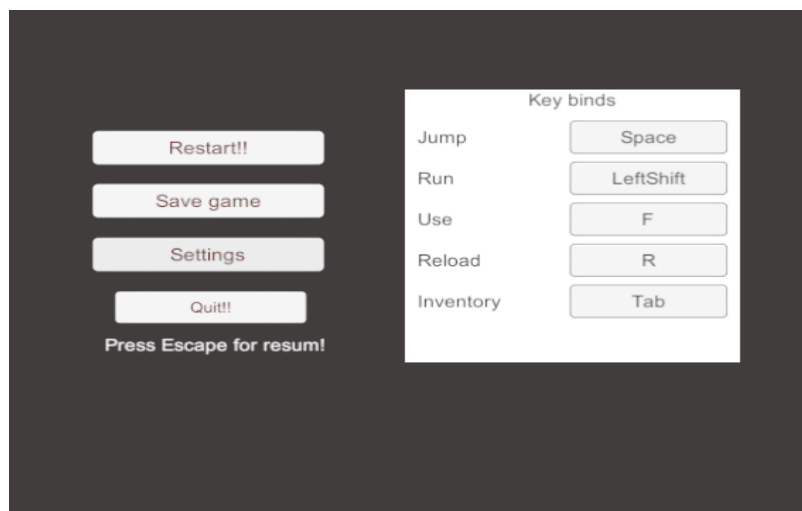 Restart!!
Save game
Settings
Quit!!
Press Escape for resum!
Key binds
Jump Space
Run LeftShift
Use F
Reload R
Inventory Tab